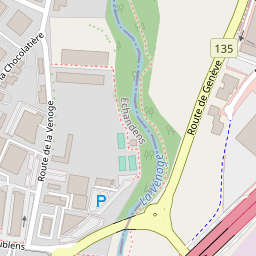 la Chocolatière
135
Echandens
Route de Genève
Route de la Venoge
La Venoge
P
ublens